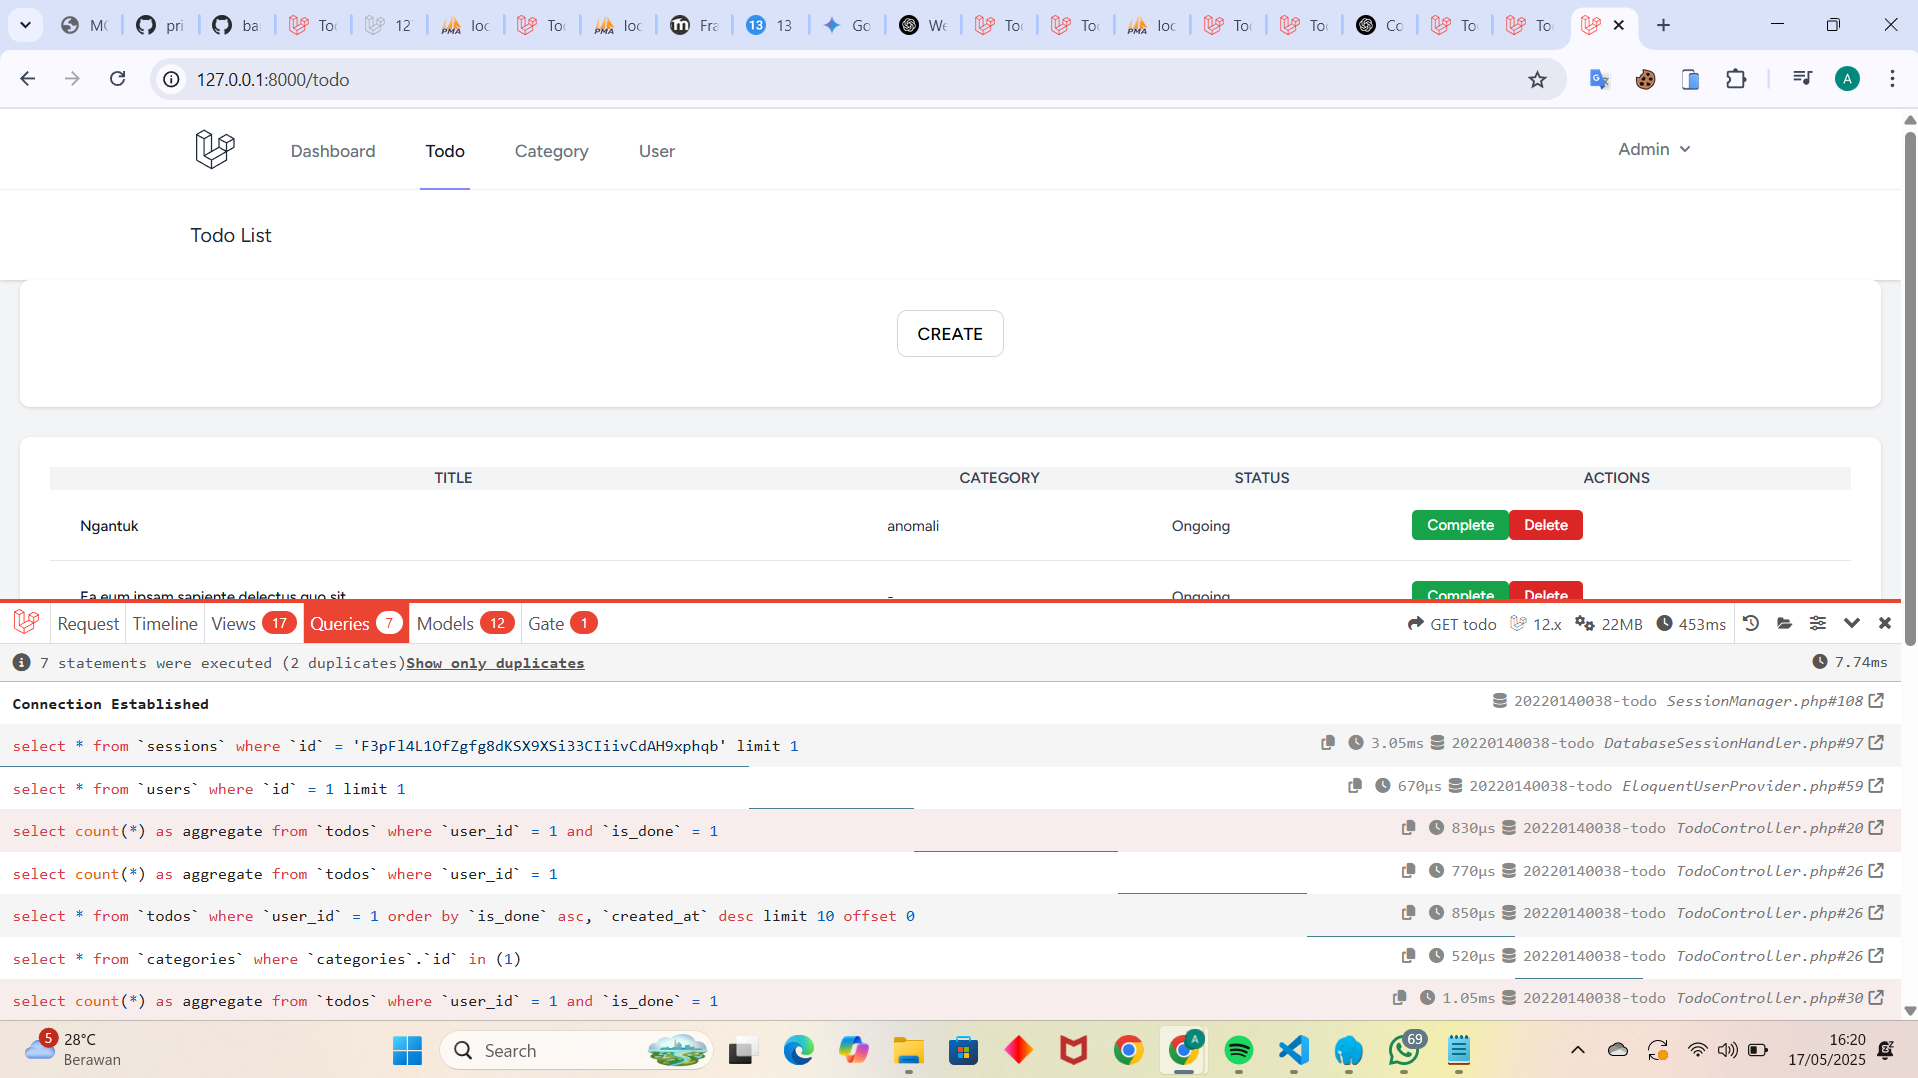 MC
pri
ba
Too
12
loc
Too
loc
Fra
13
13
Go
We
Too
Too
loc
Too
Too
Co
Too
To
127.0.0.1:8000/todo
A
Dashboard
Todo
Category
User
Admin
Todo List
CREATE
TITLE CATEGORY STATUS ACTIONS
Ngantuk anomali Ongoing Complete Delete
Ea eum ipsam sapiente delectus quo sit. - Ongoing Complete Delete
Request Timeline Views 17 Queries 7 Models 12 Gate 1 GET todo 12.x 22MB 453ms
7 statements were executed (2 duplicates)Show only duplicates 7.74ms
Connection Established 20220140038-todo SessionManager.php#108
select * from `sessions` where `id` = 'F3pFl4L1OfZgfg8dKSX9XSi33CIiivCdAH9xphqb' limit 1 3.05ms 20220140038-todo DatabaseSessionHandler.php#97
select * from `users` where `id` = 1 limit 1 670μs 20220140038-todo EloquentUserProvider.php#59
select count(*) as aggregate from `todos` where `user_id` = 1 and `is_done` = 1 830μs 20220140038-todo TodoController.php#20
select count(*) as aggregate from `todos` where `user_id` = 1 770μs 20220140038-todo TodoController.php#26
select * from `todos` where `user_id` = 1 order by `is_done` asc, `created_at` desc limit 10 offset 0 850μs 20220140038-todo TodoController.php#26
select * from `categories` where `categories`.`id` in (1) 520μs 20220140038-todo TodoController.php#26
select count(*) as aggregate from `todos` where `user_id` = 1 and `is_done` = 1 1.05ms 20220140038-todo TodoController.php#30
5
28°C
Berawan
Search
A
69
16:20
17/05/2025